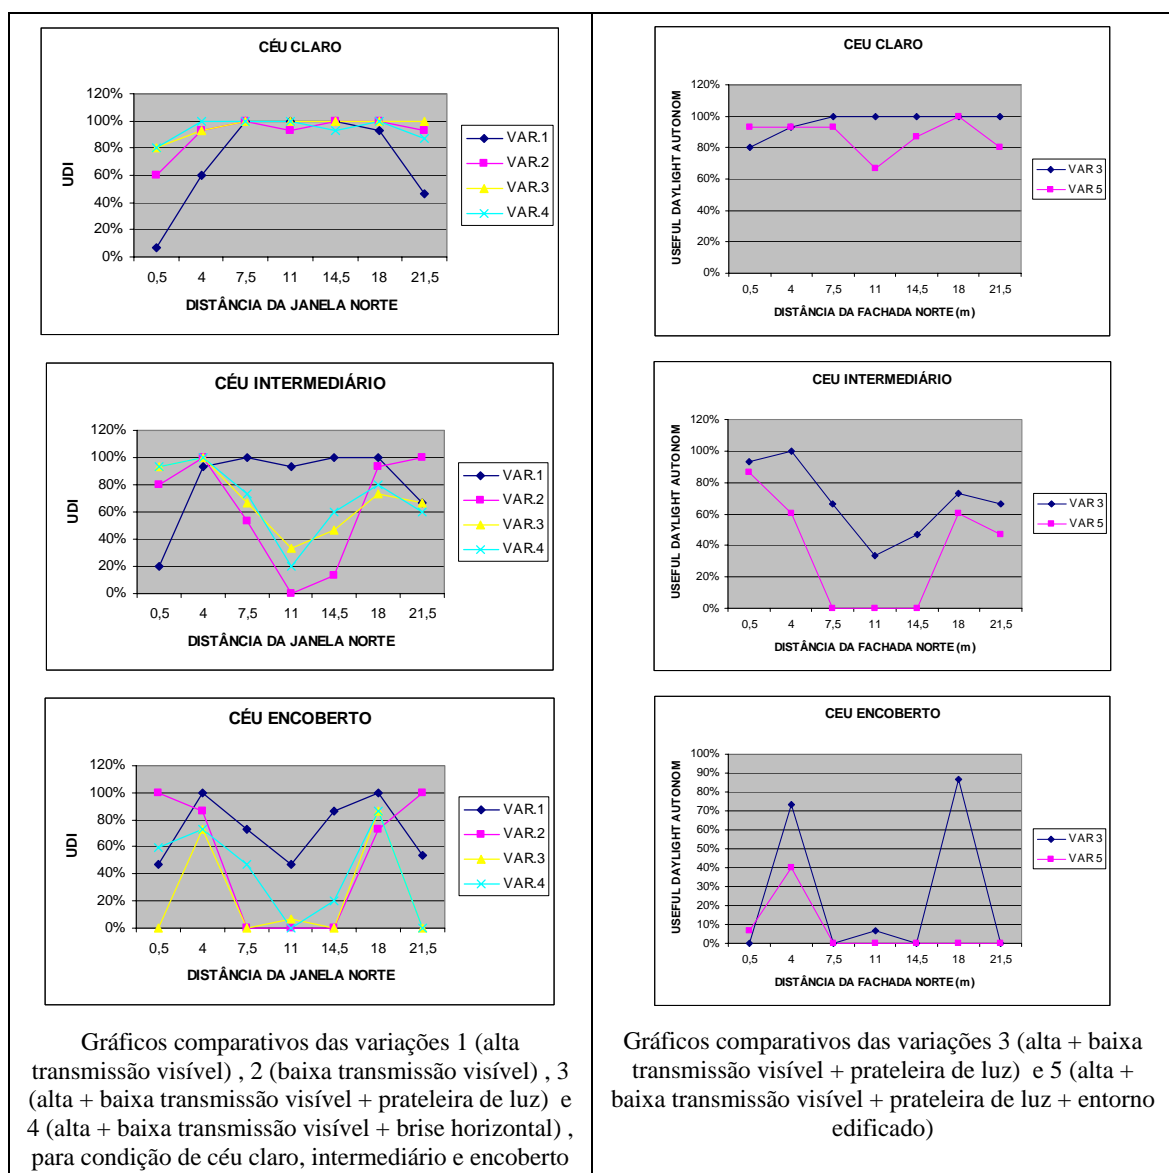 CÉU CLARO
120%
100%
80%
60%
40%
20%
0%
UDI
0,5 4 7,5 11 14,5 18 21,5
DISTÂNCIA DA JANELA NORTE
VAR.1
VAR.2
VAR.3
VAR.4
CÉU INTERMEDIÁRIO
120%
100%
80%
60%
40%
20%
0%
UDI
0,5 4 7,5 11 14,5 18 21,5
DISTÂNCIA DA JANELA NORTE
VAR.1
VAR.2
VAR.3
VAR.4
CÉU ENCOBERTO
120%
100%
80%
60%
40%
20%
0%
UDI
0,5 4 7,5 11 14,5 18 21,5
DISTÂNCIA DA JANELA NORTE
VAR.1
VAR.2
VAR.3
VAR.4
Gráficos comparativos das variações 1 (alta
transmissão visível) , 2 (baixa transmissão visível) , 3
(alta + baixa transmissão visível + prateleira de luz) e
4 (alta + baixa transmissão visível + brise horizontal) ,
para condição de céu claro, intermediário e encoberto
CEU CLARO
120%
100%
80%
60%
40%
20%
0%
USEFUL DAYLIGHT AUTONOM
0,5 4 7,5 11 14,5 18 21,5
DISTÂNCIA DA FACHADA NORTE (m)
VAR 3
VAR 5
CEU INTERMEDIÁRIO
120%
100%
80%
60%
40%
20%
0%
USEFUL DAYLIGHT AUTONOM
0,5 4 7,5 11 14,5 18 21,5
DISTÂNCIA DA FACHADA NORTE (m)
VAR 3
VAR 5
CEU ENCOBERTO
100%
90%
80%
70%
60%
50%
40%
30%
20%
10%
0%
USEFUL DAYLIGHT AUTONOM
0,5 4 7,5 11 14,5 18 21,5
DISTÂNCIA DA FACHADA NORTE (m)
VAR 3
VAR 5
Gráficos comparativos das variações 3 (alta + baixa
transmissão visível + prateleira de luz) e 5 (alta +
baixa transmissão visível + prateleira de luz + entorno
edificado)